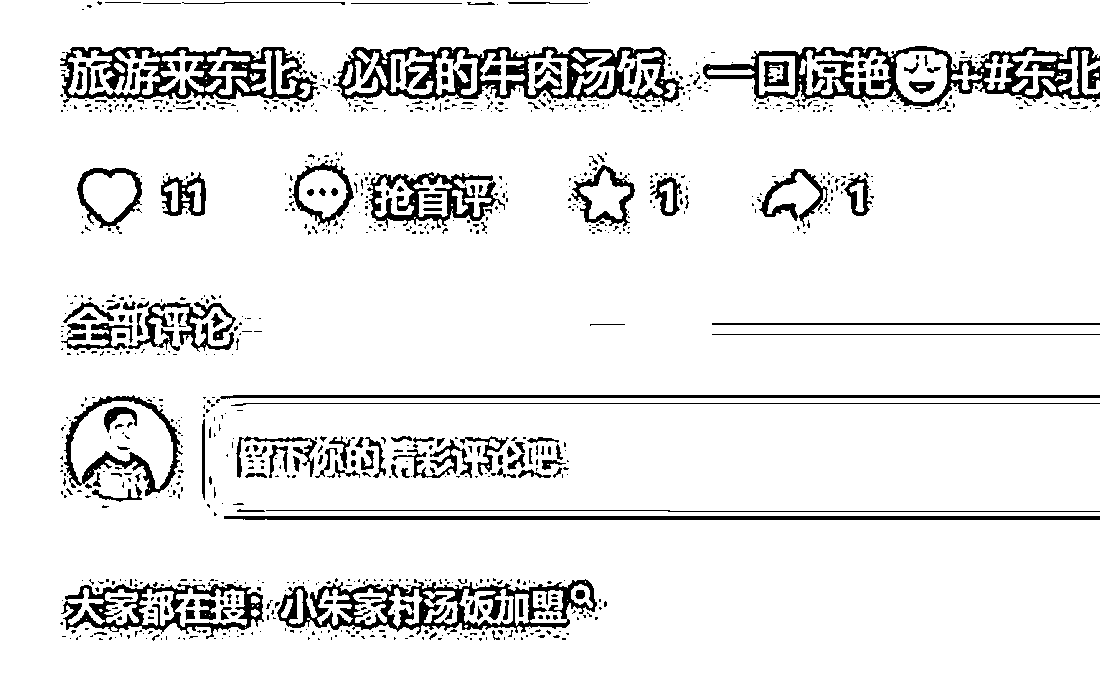 旅游来东北，必吃的牛肉汤饭，一口惊艳+#东北
11 抢首评 1 1
全部评论
留下你的精彩评论吧
大家都在搜：小朱家村汤饭加盟